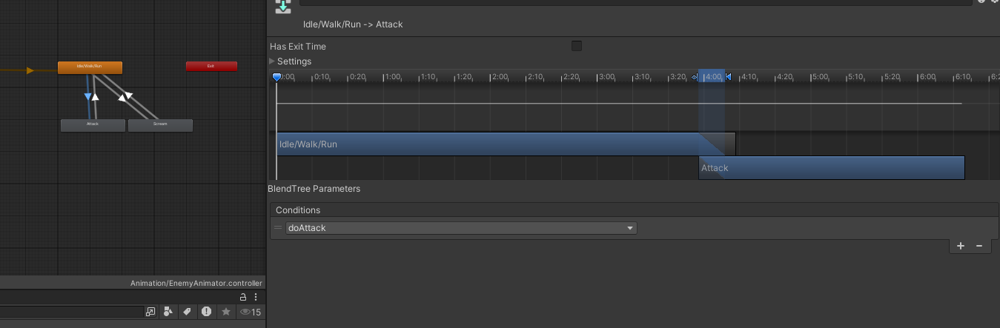 Idle/Walk/Run -> Attack
Has Exit Time
Settings
0:00 0:10 0:20 1:00 1:10 1:20 2:00 2:10 2:20 3:00 3:10 3:20 4:00 4:10 4:20 5:00 5:10 5:20 6:00 6:10
Idle/Walk/Run
Exit
Attack
Scream
Idle/Walk/Run
Attack
BlendTree Parameters
Conditions
doAttack
+ -
Animation/EnemyAnimator.controller
15